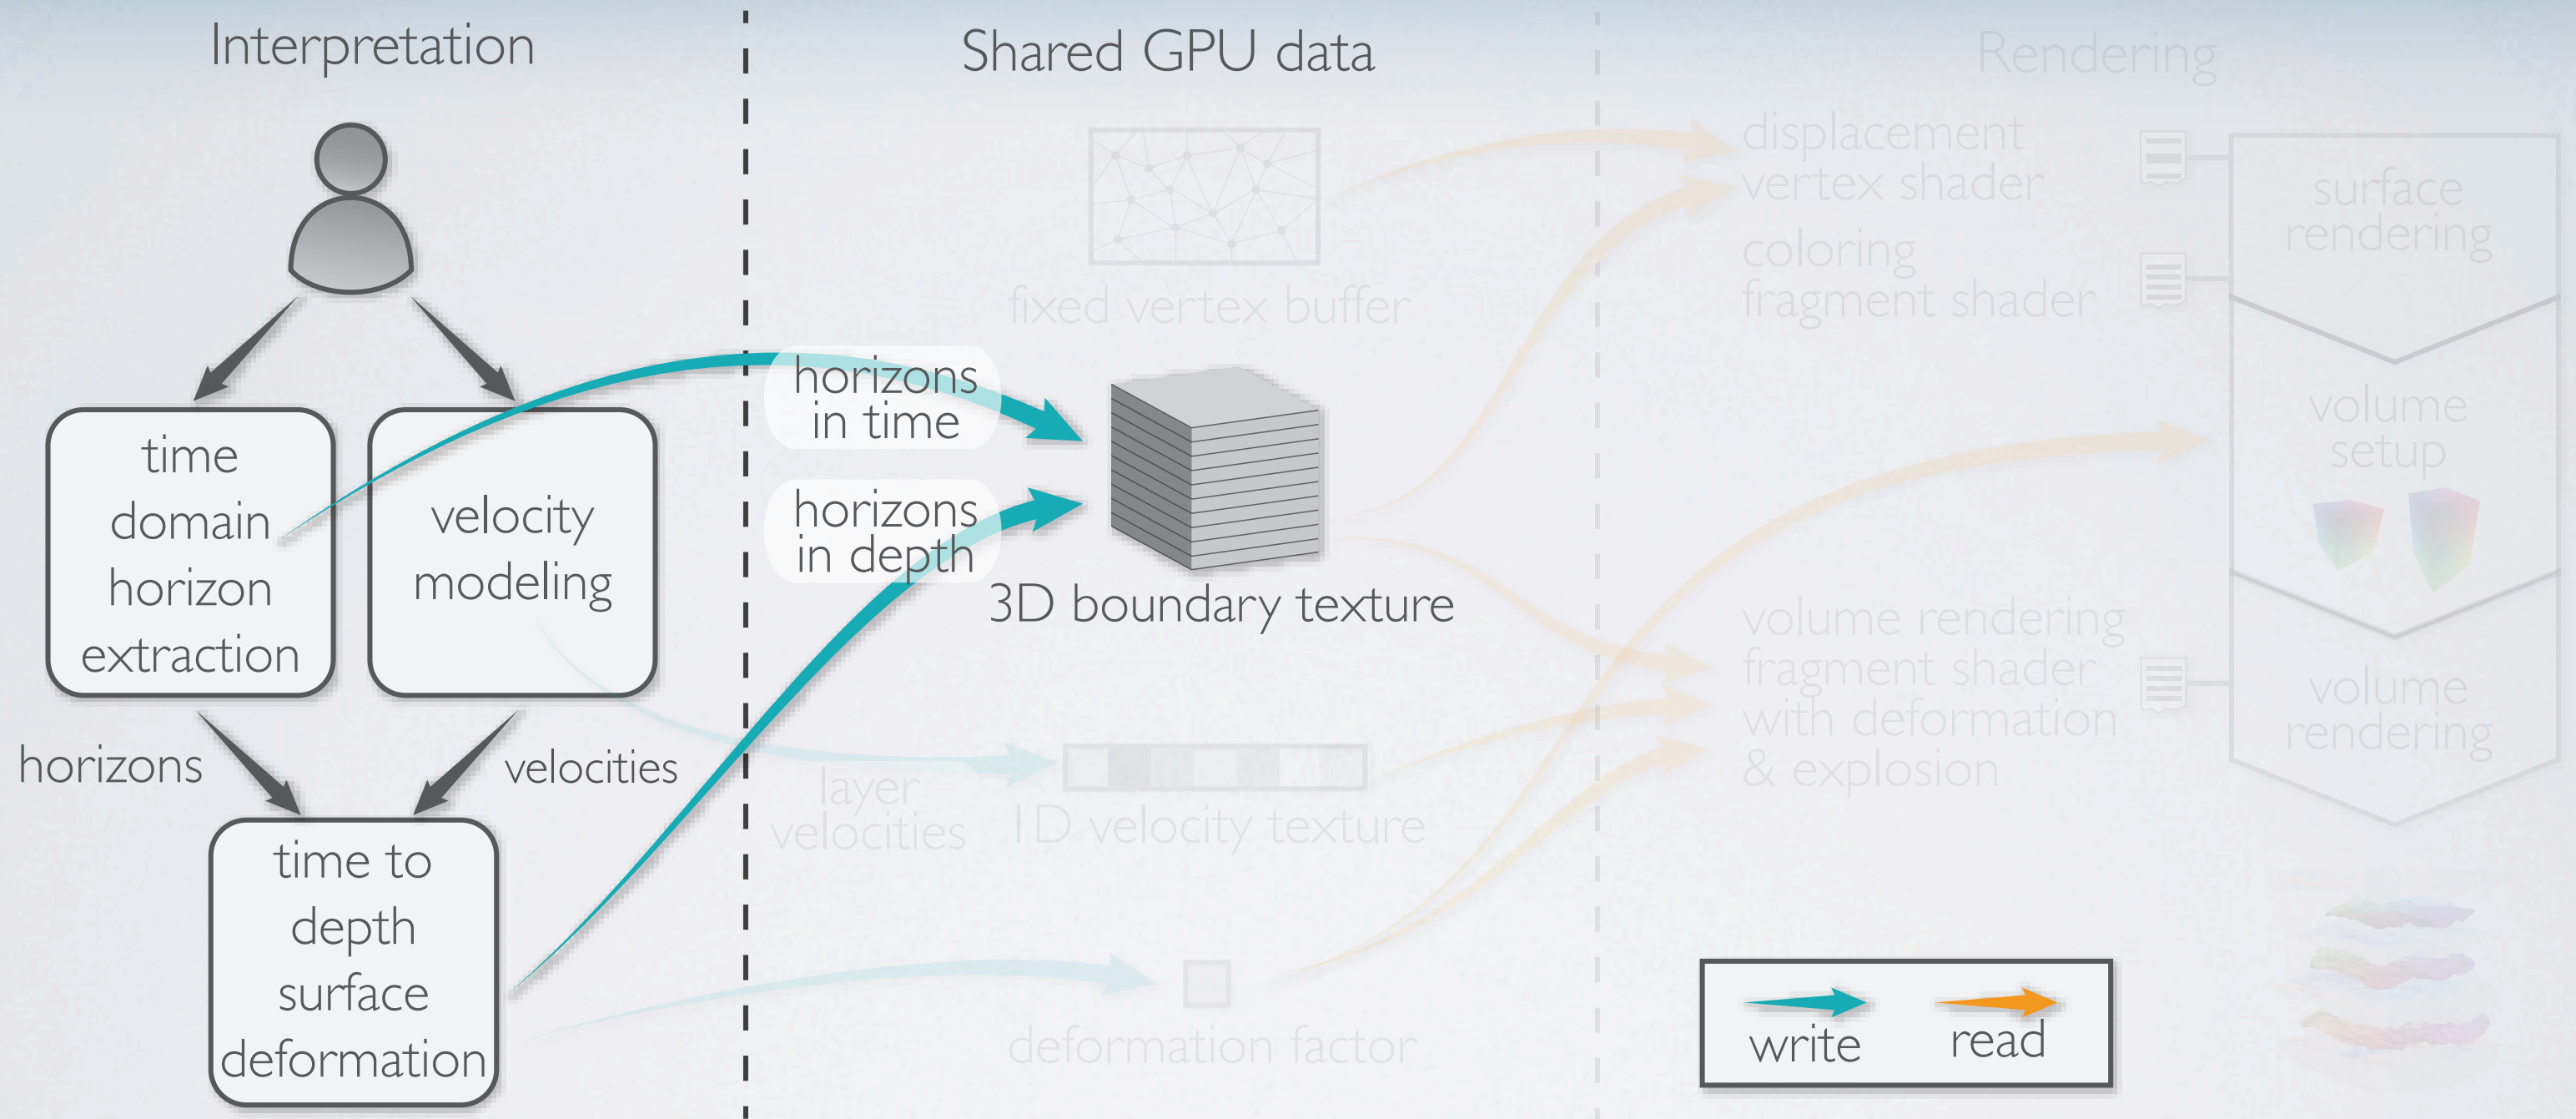 Interpretation
Shared GPU data
Rendering
time
domain
horizon
extraction
velocity
modeling
horizons
velocities
time to
depth
surface
deformation
fixed vertex buffer
horizons
in time
horizons
in depth
3D boundary texture
layer
velocities
1D velocity texture
deformation factor
displacement
vertex shader
coloring
fragment shader
volume rendering
fragment shader
with deformation
& explosion
surface
rendering
volume
setup
volume
rendering
write
read